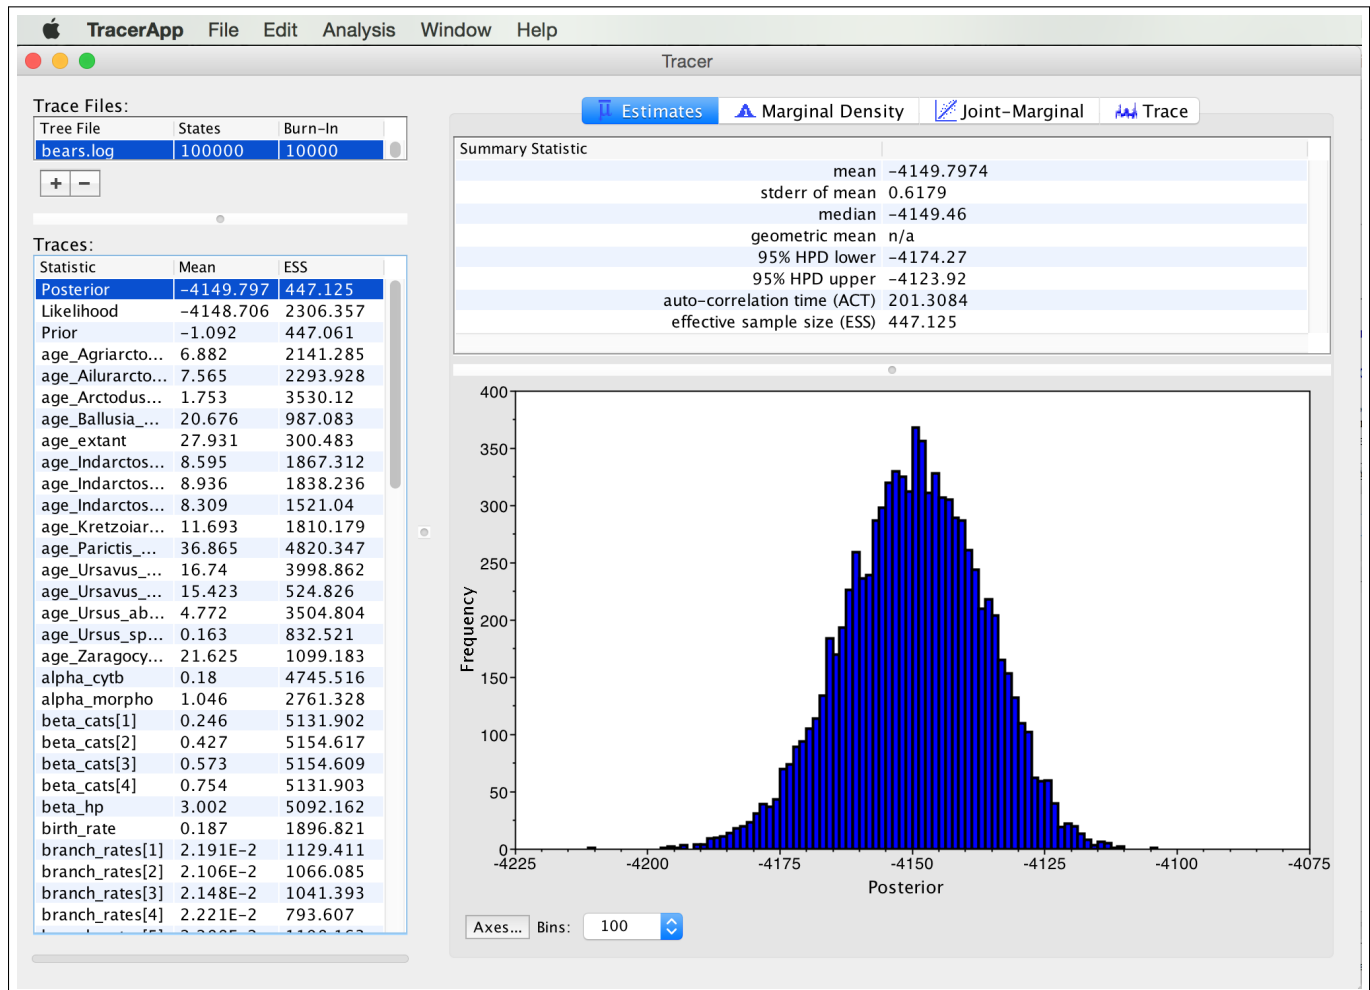 TracerApp File Edit Analysis Window Help
Tracer
Trace Files:
Tree File States Burn-In
bears.log 100000 10000
+ −
Traces:
Statistic Mean ESS
Posterior -4149.797 447.125
Likelihood -4148.706 2306.357
Prior -1.092 447.061
age_Agriarcto... 6.882 2141.285
age_Ailurarcto... 7.565 2293.928
age_Arctodus... 1.753 3530.12
age_Ballusia_... 20.676 987.083
age_extant 27.931 300.483
age_Indarctos... 8.595 1867.312
age_Indarctos... 8.936 1838.236
age_Indarctos... 8.309 1521.04
age_Kretzoiar... 11.693 1810.179
age_Parictis_... 36.865 4820.347
age_Ursavus_... 16.74 3998.862
age_Ursavus_... 15.423 524.826
age_Ursus_ab... 4.772 3504.804
age_Ursus_sp... 0.163 832.521
age_Zaragocy... 21.625 1099.183
alpha_cytb 0.18 4745.516
alpha_morpho 1.046 2761.328
beta_cats[1] 0.246 5131.902
beta_cats[2] 0.427 5154.617
beta_cats[3] 0.573 5154.609
beta_cats[4] 0.754 5131.903
beta_hp 3.002 5092.162
birth_rate 0.187 1896.821
branch_rates[1] 2.191E-2 1129.411
branch_rates[2] 2.106E-2 1066.085
branch_rates[3] 2.148E-2 1041.393
branch_rates[4] 2.221E-2 793.607
Estimates Marginal Density Joint-Marginal Trace
Summary Statistic
mean -4149.7974
stderr of mean 0.6179
median -4149.46
geometric mean n/a
95% HPD lower -4174.27
95% HPD upper -4123.92
auto-correlation time (ACT) 201.3084
effective sample size (ESS) 447.125
400
350
300
250
200
150
100
50
0
Frequency
-4225 -4200 -4175 -4150 -4125 -4100 -4075
Posterior
Axes... Bins: 100